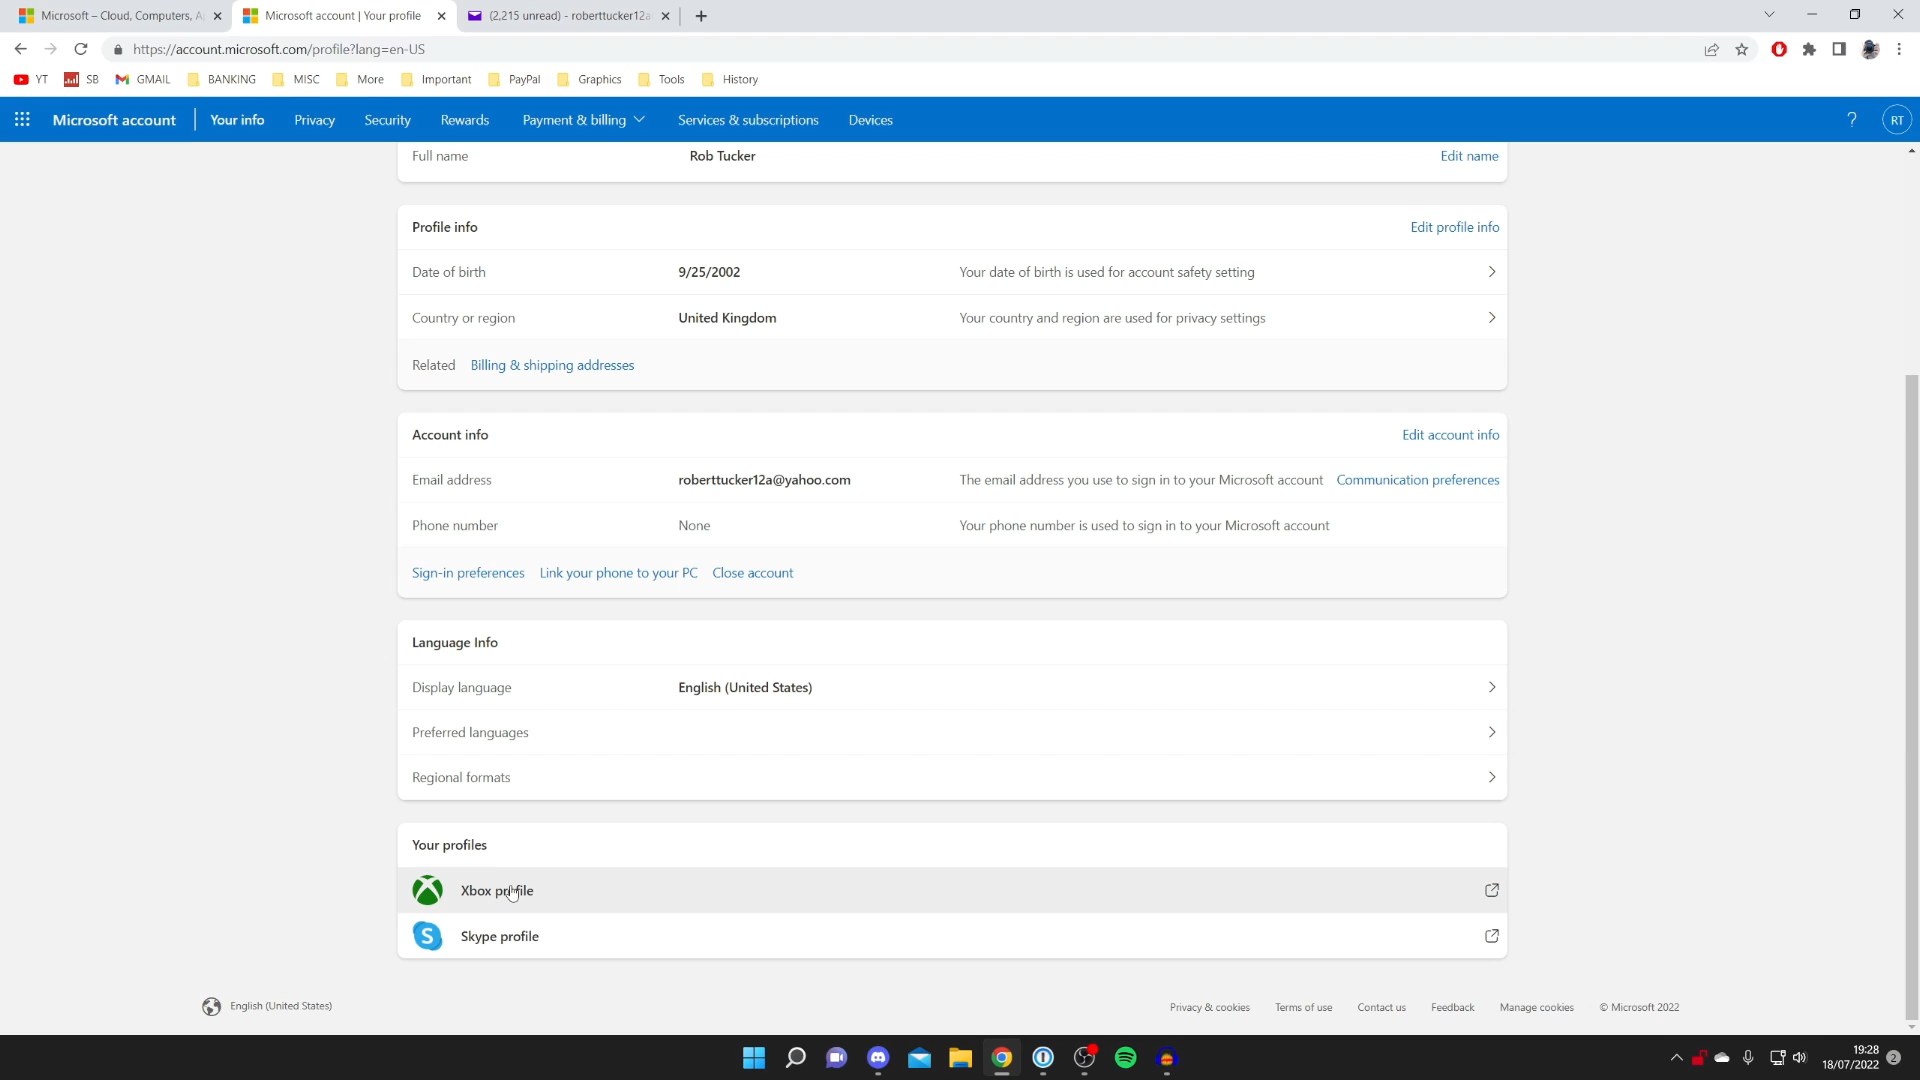 Microsoft – Cloud, Computers, A
Microsoft account | Your profile
(2,215 unread) - roberttucker12a
https://account.microsoft.com/profile?lang=en-US
YT SB GMAIL BANKING MISC More Important PayPal Graphics Tools History
Microsoft account Your info Privacy Security Rewards Payment & billing Services & subscriptions Devices ? RT
Full name Rob Tucker Edit name
Profile info Edit profile info
Date of birth 9/25/2002 Your date of birth is used for account safety setting
Country or region United Kingdom Your country and region are used for privacy settings
Related Billing & shipping addresses
Account info Edit account info
Email address roberttucker12a@yahoo.com The email address you use to sign in to your Microsoft account Communication preferences
Phone number None Your phone number is used to sign in to your Microsoft account
Sign-in preferences Link your phone to your PC Close account
Language Info
Display language English (United States)
Preferred languages
Regional formats
Your profiles
Xbox profile
S Skype profile
English (United States) Privacy & cookies Terms of use Contact us Feedback Manage cookies © Microsoft 2022
19:28
18/07/2022 2